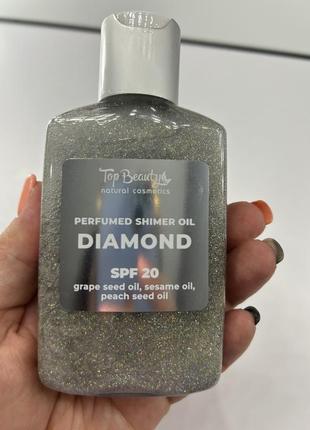 Top Beauty
natural cosmetics
PERFUMED SHIMER OIL
DIAMOND
SPF 20
grape seed oil, sesame oil,
peach seed oil